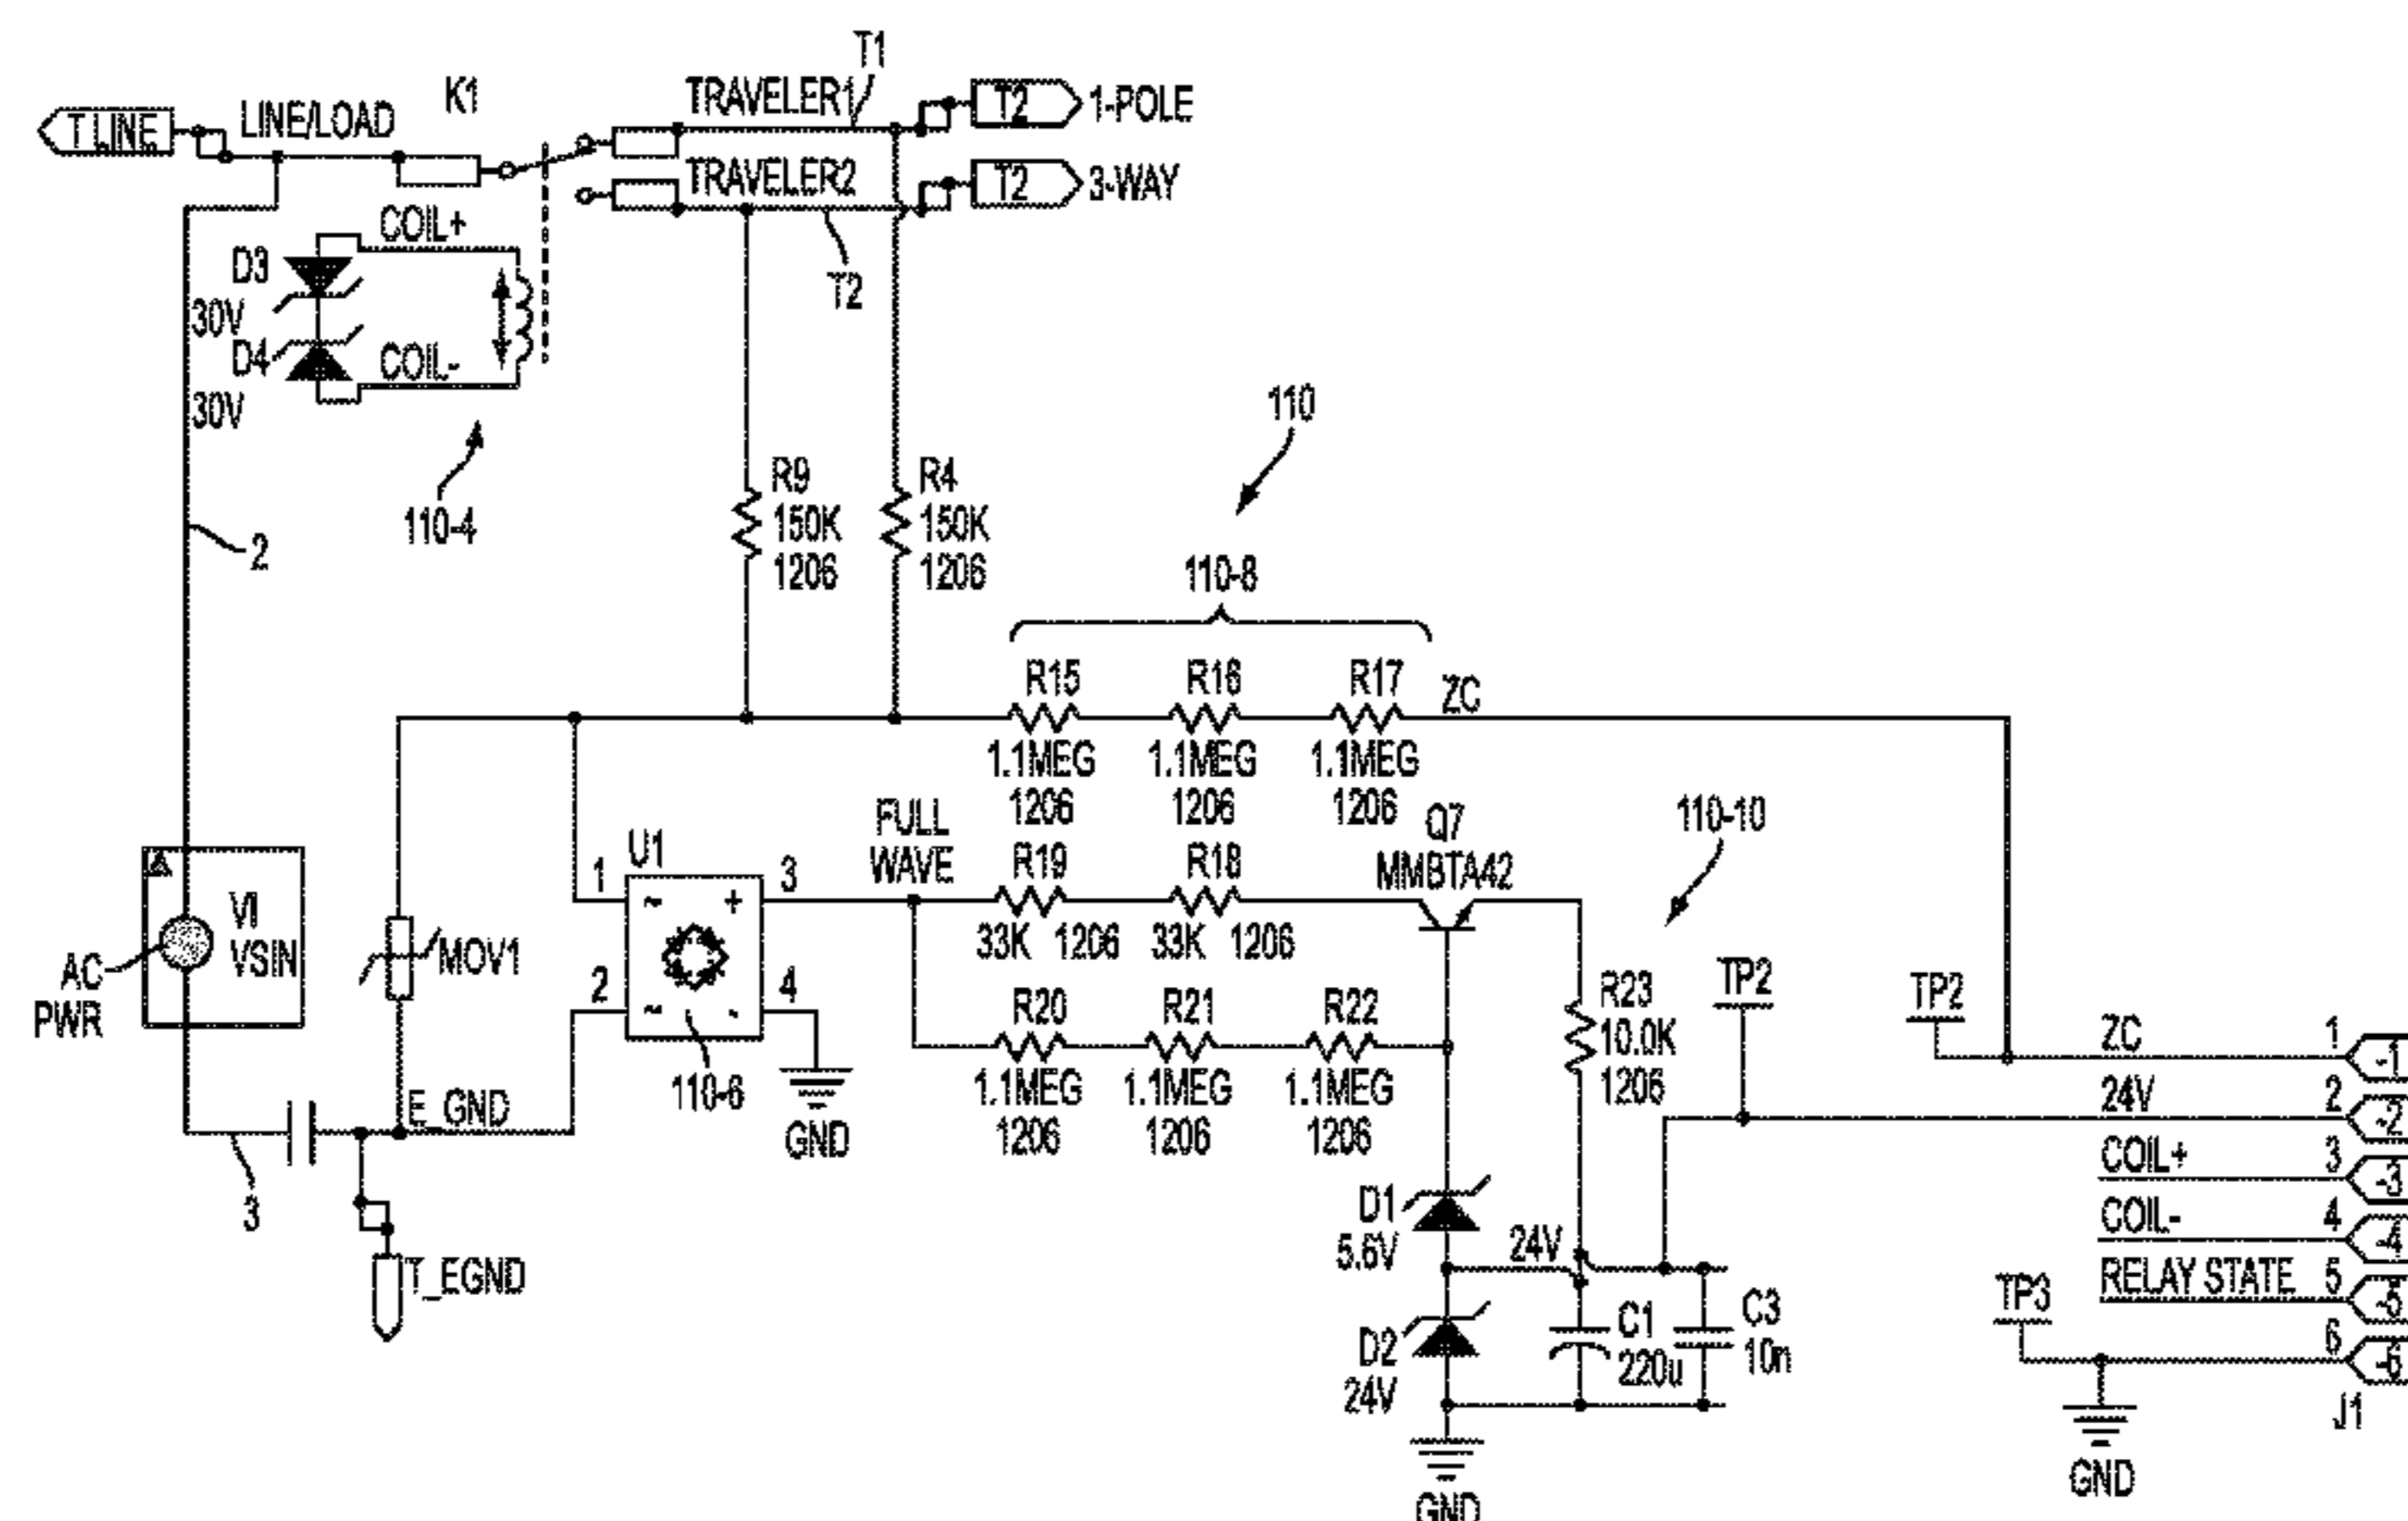 T1
K1
T LINE
LINE/LOAD
TRAVELER1
T2
1-POLE
TRAVELER2
T2
3-WAY
COIL+
D3
30V
T2
D4
COIL-
30V
110
110-4
2
R9
150K
1206
R4
150K
1206
110-8
R15
R16
R17
ZC
1.1MEG
1206
1.1MEG
1206
1.1MEG
1206
110-10
FULL
WAVE
U1
1
3
R19
R18
Q7
MMBTA42
~
+
33K
1206
33K
1206
VI
VSIN
AC
PWR
MOV1
2
4
~
-
R20
R21
R22
R23
10.0K
1206
TP2
TP2
ZC
1
-1
1.1MEG
1206
1.1MEG
1206
1.1MEG
1206
110-6
E_GND
GND
24V
2
-2
COIL+
3
-3
3
D1
5.6V
24V
COIL-
4
-4
T_EGND
RELAY STATE
5
-5
TP3
D2
24V
C1
220u
C3
10n
6
-6
J1
GND
GND